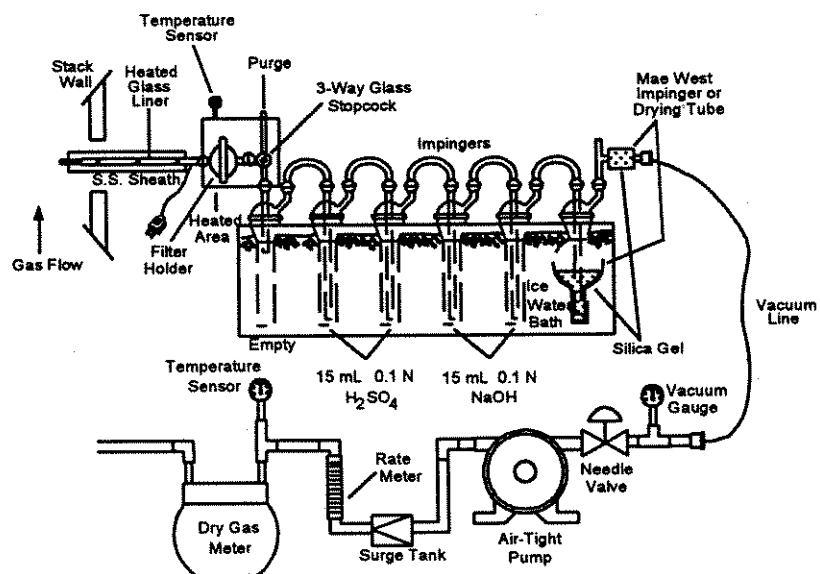 Temperature
Sensor
Stack
Wall
Heated
Glass
Liner
Purge
3-Way Glass
Stopcock
Mae West
Impinger or
Drying Tube
Impingers
S.S. Sheath
Heated
Area
Filter
Holder
Gas Flow
Ice
Water
Bath
Vacuum
Line
Silica Gel
Empty
15 mL 0.1 N
H₂SO₄
15 mL 0.1 N
NaOH
Temperature
Sensor
Vacuum
Gauge
Rate
Meter
Needle
Valve
Dry Gas
Meter
Surge Tank
Air-Tight
Pump